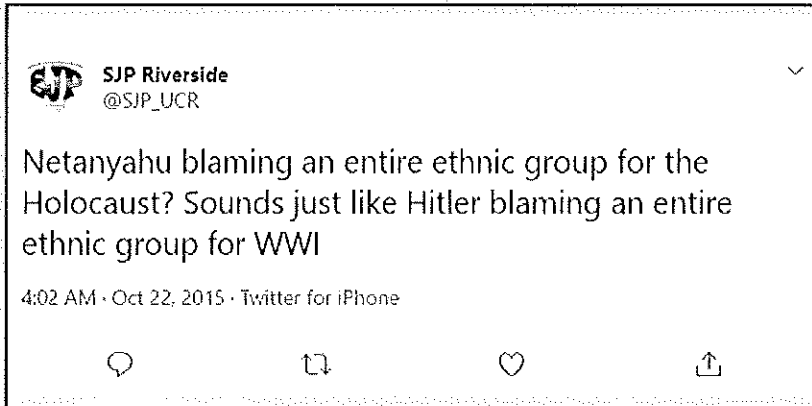 SJP
SJP Riverside
@SJP_UCR
Netanyahu blaming an entire ethnic group for the
Holocaust? Sounds just like Hitler blaming an entire
ethnic group for WWI
4:02 AM · Oct 22, 2015 · Twitter for iPhone